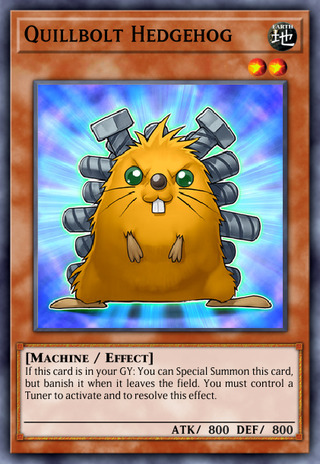 Quillbolt Hedgehog
EARTH
地
[Machine / Effect]
If this card is in your GY: You can Special Summon this card,
but banish it when it leaves the field. You must control a
Tuner to activate and to resolve this effect.
ATK/ 800 DEF/ 800